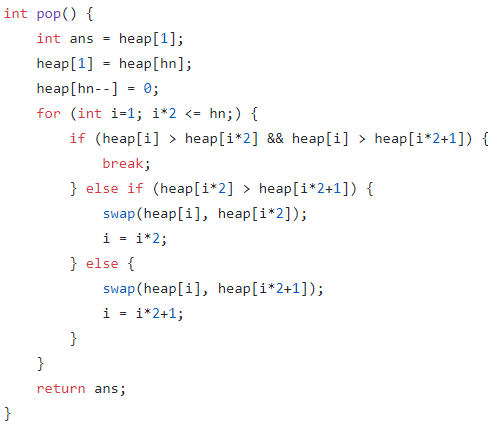 int pop() {
    int ans = heap[1];
    heap[1] = heap[hn];
    heap[hn--] = 0;
    for (int i=1; i*2 <= hn;) {
        if (heap[i] > heap[i*2] && heap[i] > heap[i*2+1]) {
            break;
        } else if (heap[i*2] > heap[i*2+1]) {
            swap(heap[i], heap[i*2]);
            i = i*2;
        } else {
            swap(heap[i], heap[i*2+1]);
            i = i*2+1;
        }
    }
    return ans;
}